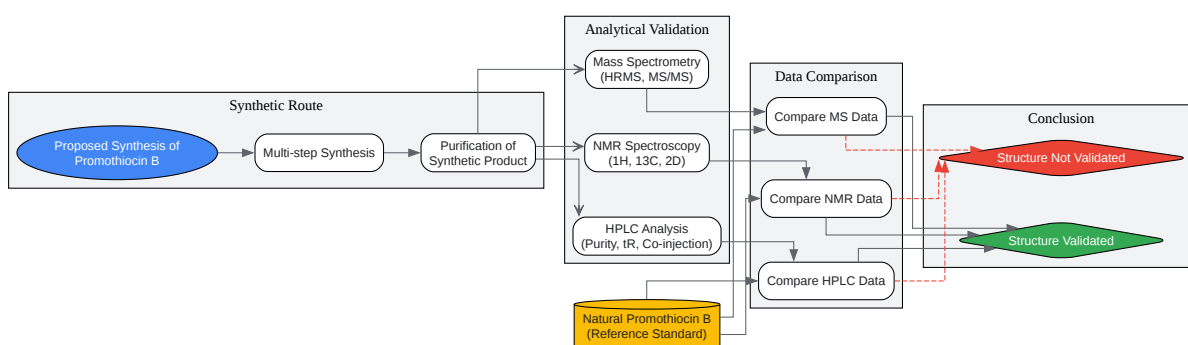 Synthetic Route
Proposed Synthesis of
Promothiocin B
Multi-step Synthesis
Purification of
Synthetic Product
Analytical Validation
Mass Spectrometry
(HRMS, MS/MS)
NMR Spectroscopy
(1H, 13C, 2D)
HPLC Analysis
(Purity, tR, Co-injection)
Natural Promothiocin B
(Reference Standard)
Data Comparison
Compare MS Data
Compare NMR Data
Compare HPLC Data
Conclusion
Structure Not Validated
Structure Validated